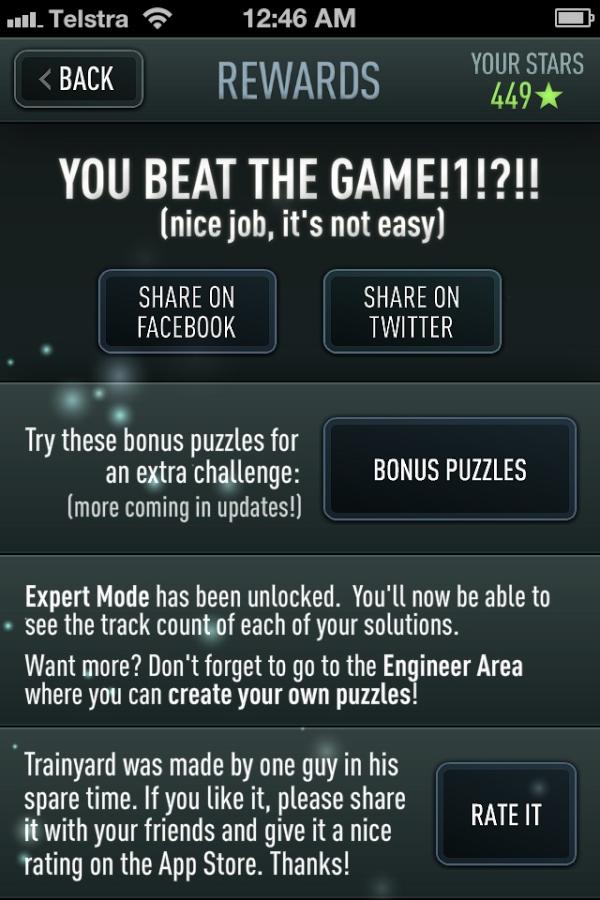 Telstra 12:46 AM
BACK
REWARDS
YOUR STARS
449
YOU BEAT THE GAME!1!?!!
(nice job, it's not easy)
SHARE ON
FACEBOOK
SHARE ON
TWITTER
Try these bonus puzzles for
an extra challenge:
(more coming in updates!)
BONUS PUZZLES
Expert Mode has been unlocked. You'll now be able to
see the track count of each of your solutions.
Want more? Don't forget to go to the Engineer Area
where you can create your own puzzles!
Trainyard was made by one guy in his
spare time. If you like it, please share
it with your friends and give it a nice
rating on the App Store. Thanks!
RATE IT